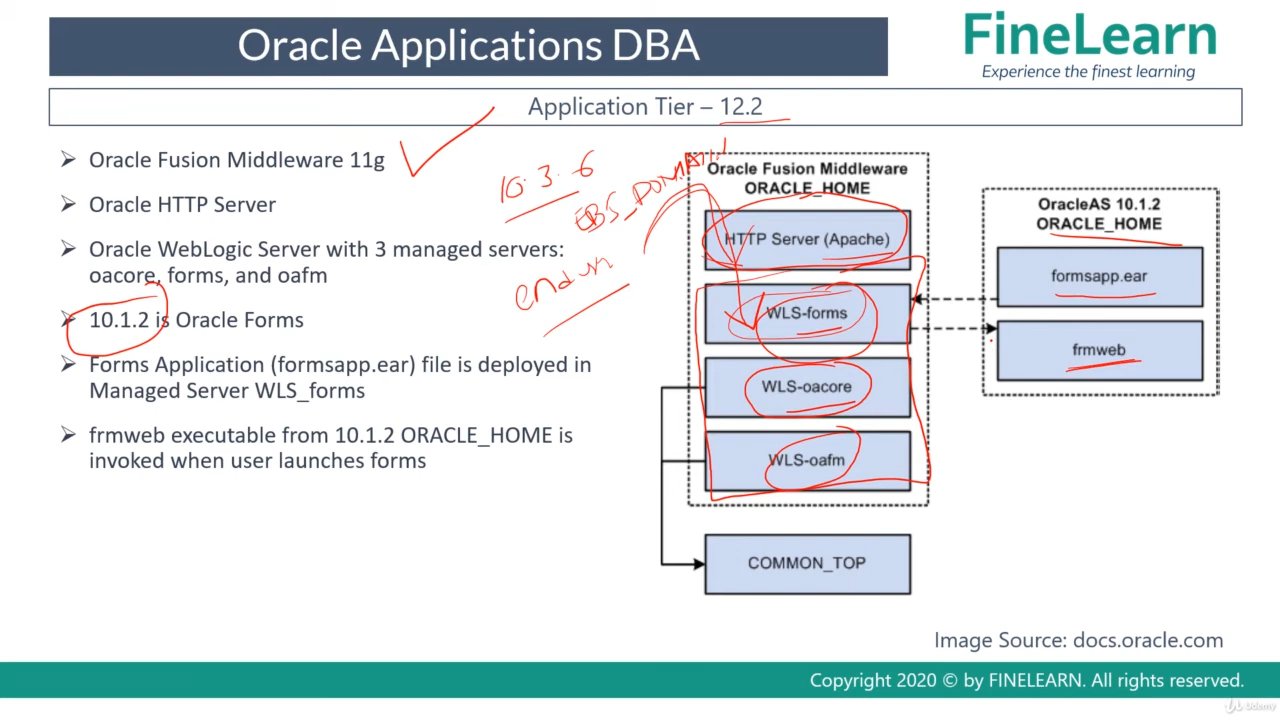 Oracle Applications DBA
FineLearn
Experience the finest learning
Application Tier – 12.2
➢ Oracle Fusion Middleware 11g
➢ Oracle HTTP Server
➢ Oracle WebLogic Server with 3 managed servers:
oacore, forms, and oafm
➢ 10.1.2 is Oracle Forms
➢ Forms Application (formsapp.ear) file is deployed in
Managed Server WLS_forms
➢ frmweb executable from 10.1.2 ORACLE_HOME is
invoked when user launches forms
10.3.6
EBS_DOMAIN
Oracle Fusion Middleware
ORACLE_HOME
HTTP Server (Apache)
WLS-forms
WLS-oacore
WLS-oafm
COMMON_TOP
OracleAS 10.1.2
ORACLE_HOME
formsapp.ear
frmweb
Image Source: docs.oracle.com
Copyright 2020 © by FINELEARN. All rights reserved.
Udemy